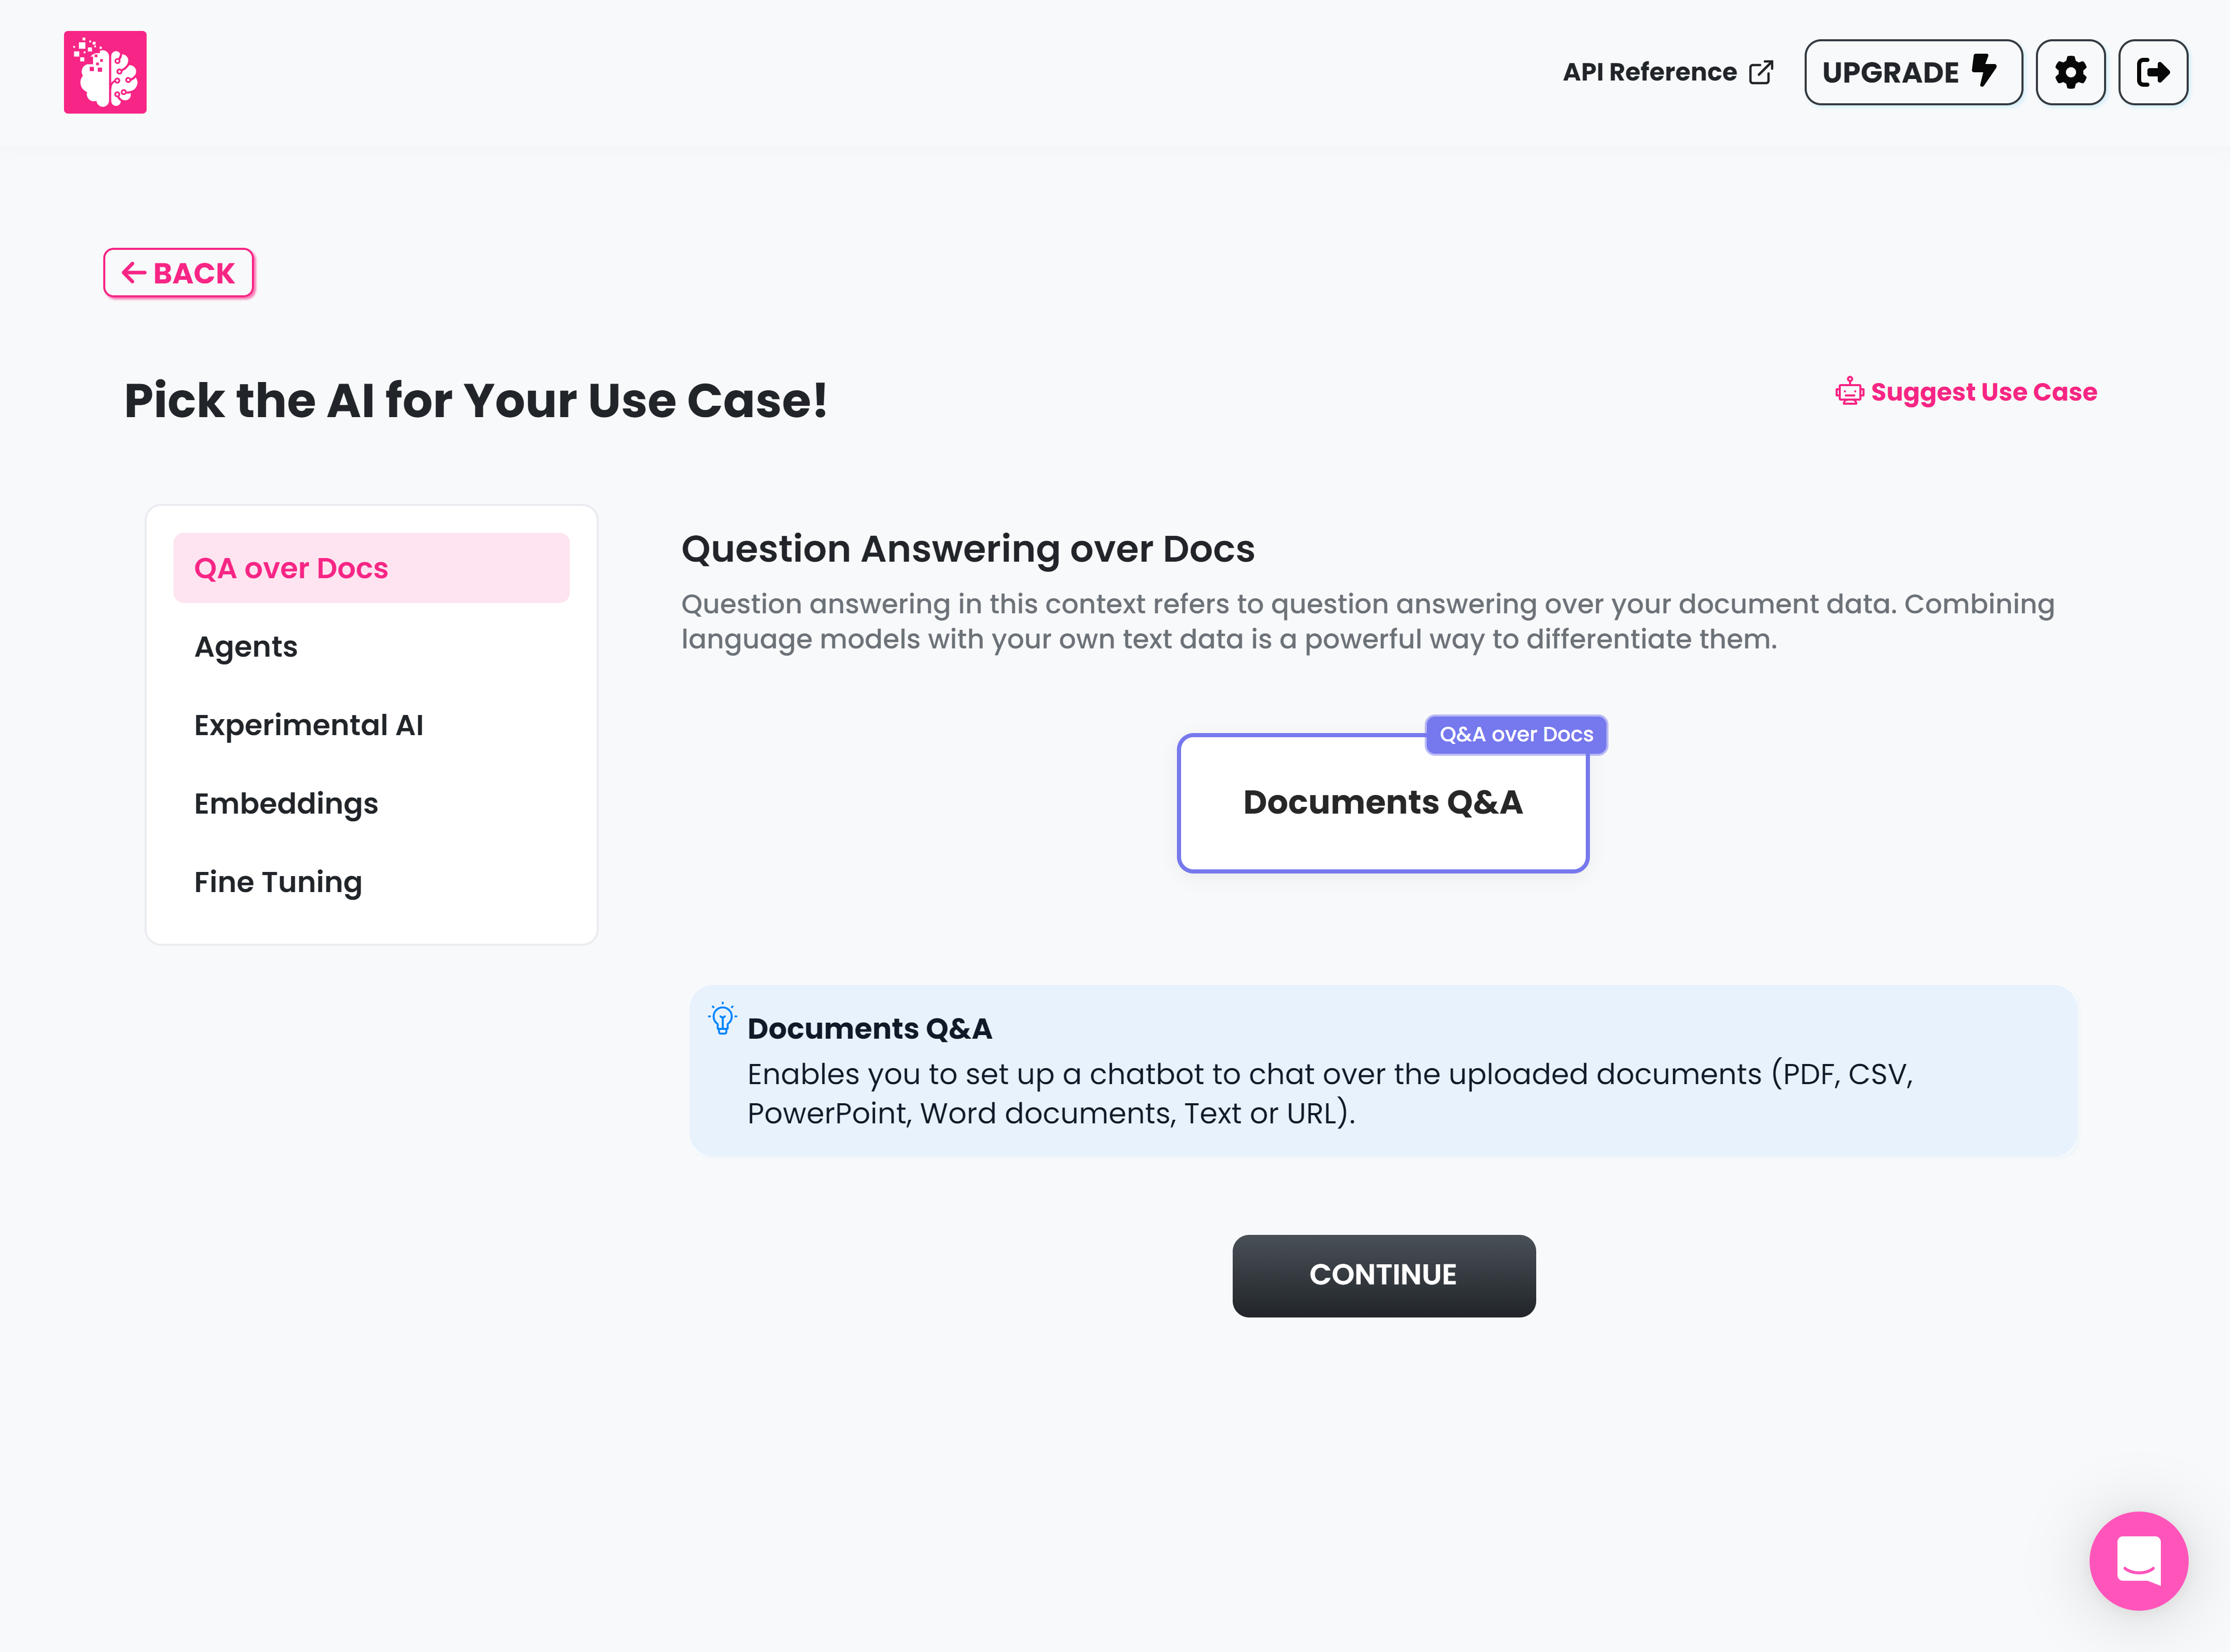 API Reference
UPGRADE
BACK
Pick the AI for Your Use Case!
Suggest Use Case
QA over Docs
Agents
Experimental AI
Embeddings
Fine Tuning
Question Answering over Docs
Question answering in this context refers to question answering over your document data. Combining
language models with your own text data is a powerful way to differentiate them.
Q&A over Docs
Documents Q&A
Documents Q&A
Enables you to set up a chatbot to chat over the uploaded documents (PDF, CSV,
PowerPoint, Word documents, Text or URL).
CONTINUE